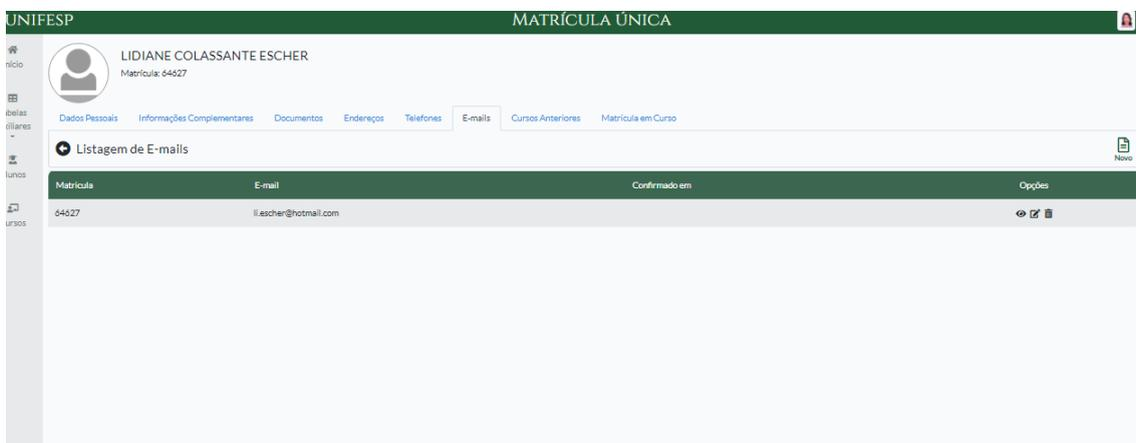 UNIFESP
MATRÍCULA ÚNICA
LIDIANE COLASSANTE ESCHER
Matrícula: 64627
Dados Pessoais Informações Complementares Documentos Endereços Telefones E-mails Cursos Anteriores Matrícula em Curso
Listagem de E-mails
Novo
Matrícula E-mail Confirmado em Opções
64627 li.escher@hotmail.com